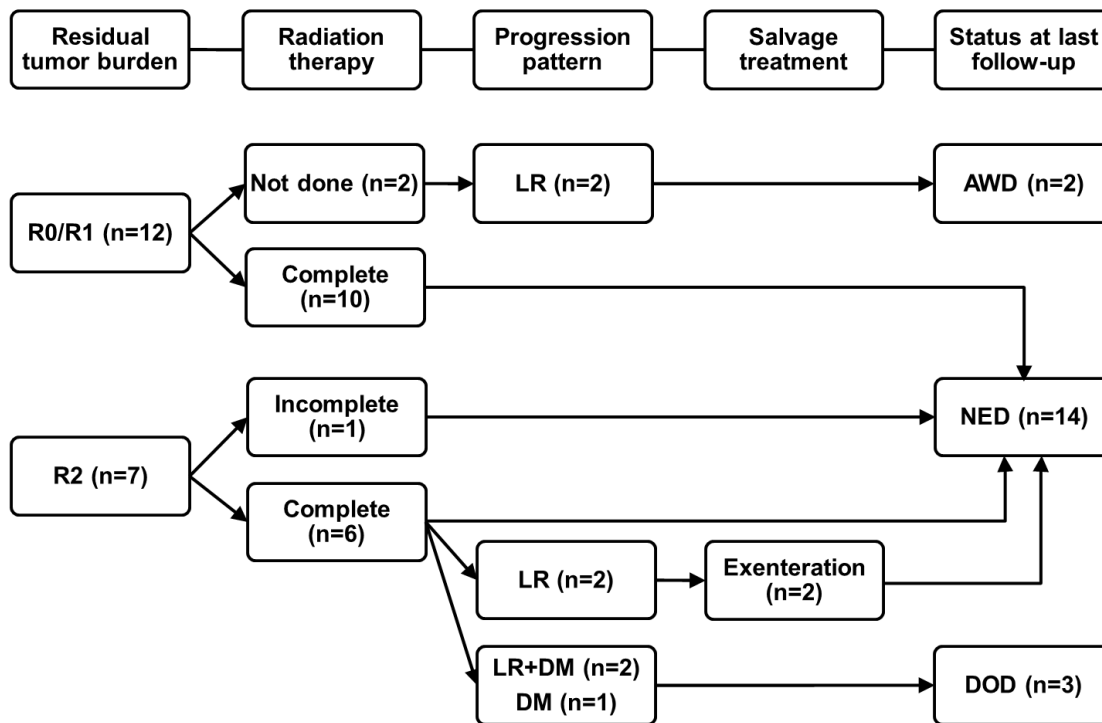 Residual
tumor burden
Radiation
therapy
Progression
pattern
Salvage
treatment
Status at last
follow-up
Not done (n=2)
LR (n=2)
AWD (n=2)
R0/R1 (n=12)
Complete
(n=10)
Incomplete
(n=1)
NED (n=14)
R2 (n=7)
Complete
(n=6)
LR (n=2)
Exenteration
(n=2)
LR+DM (n=2)
DM (n=1)
DOD (n=3)